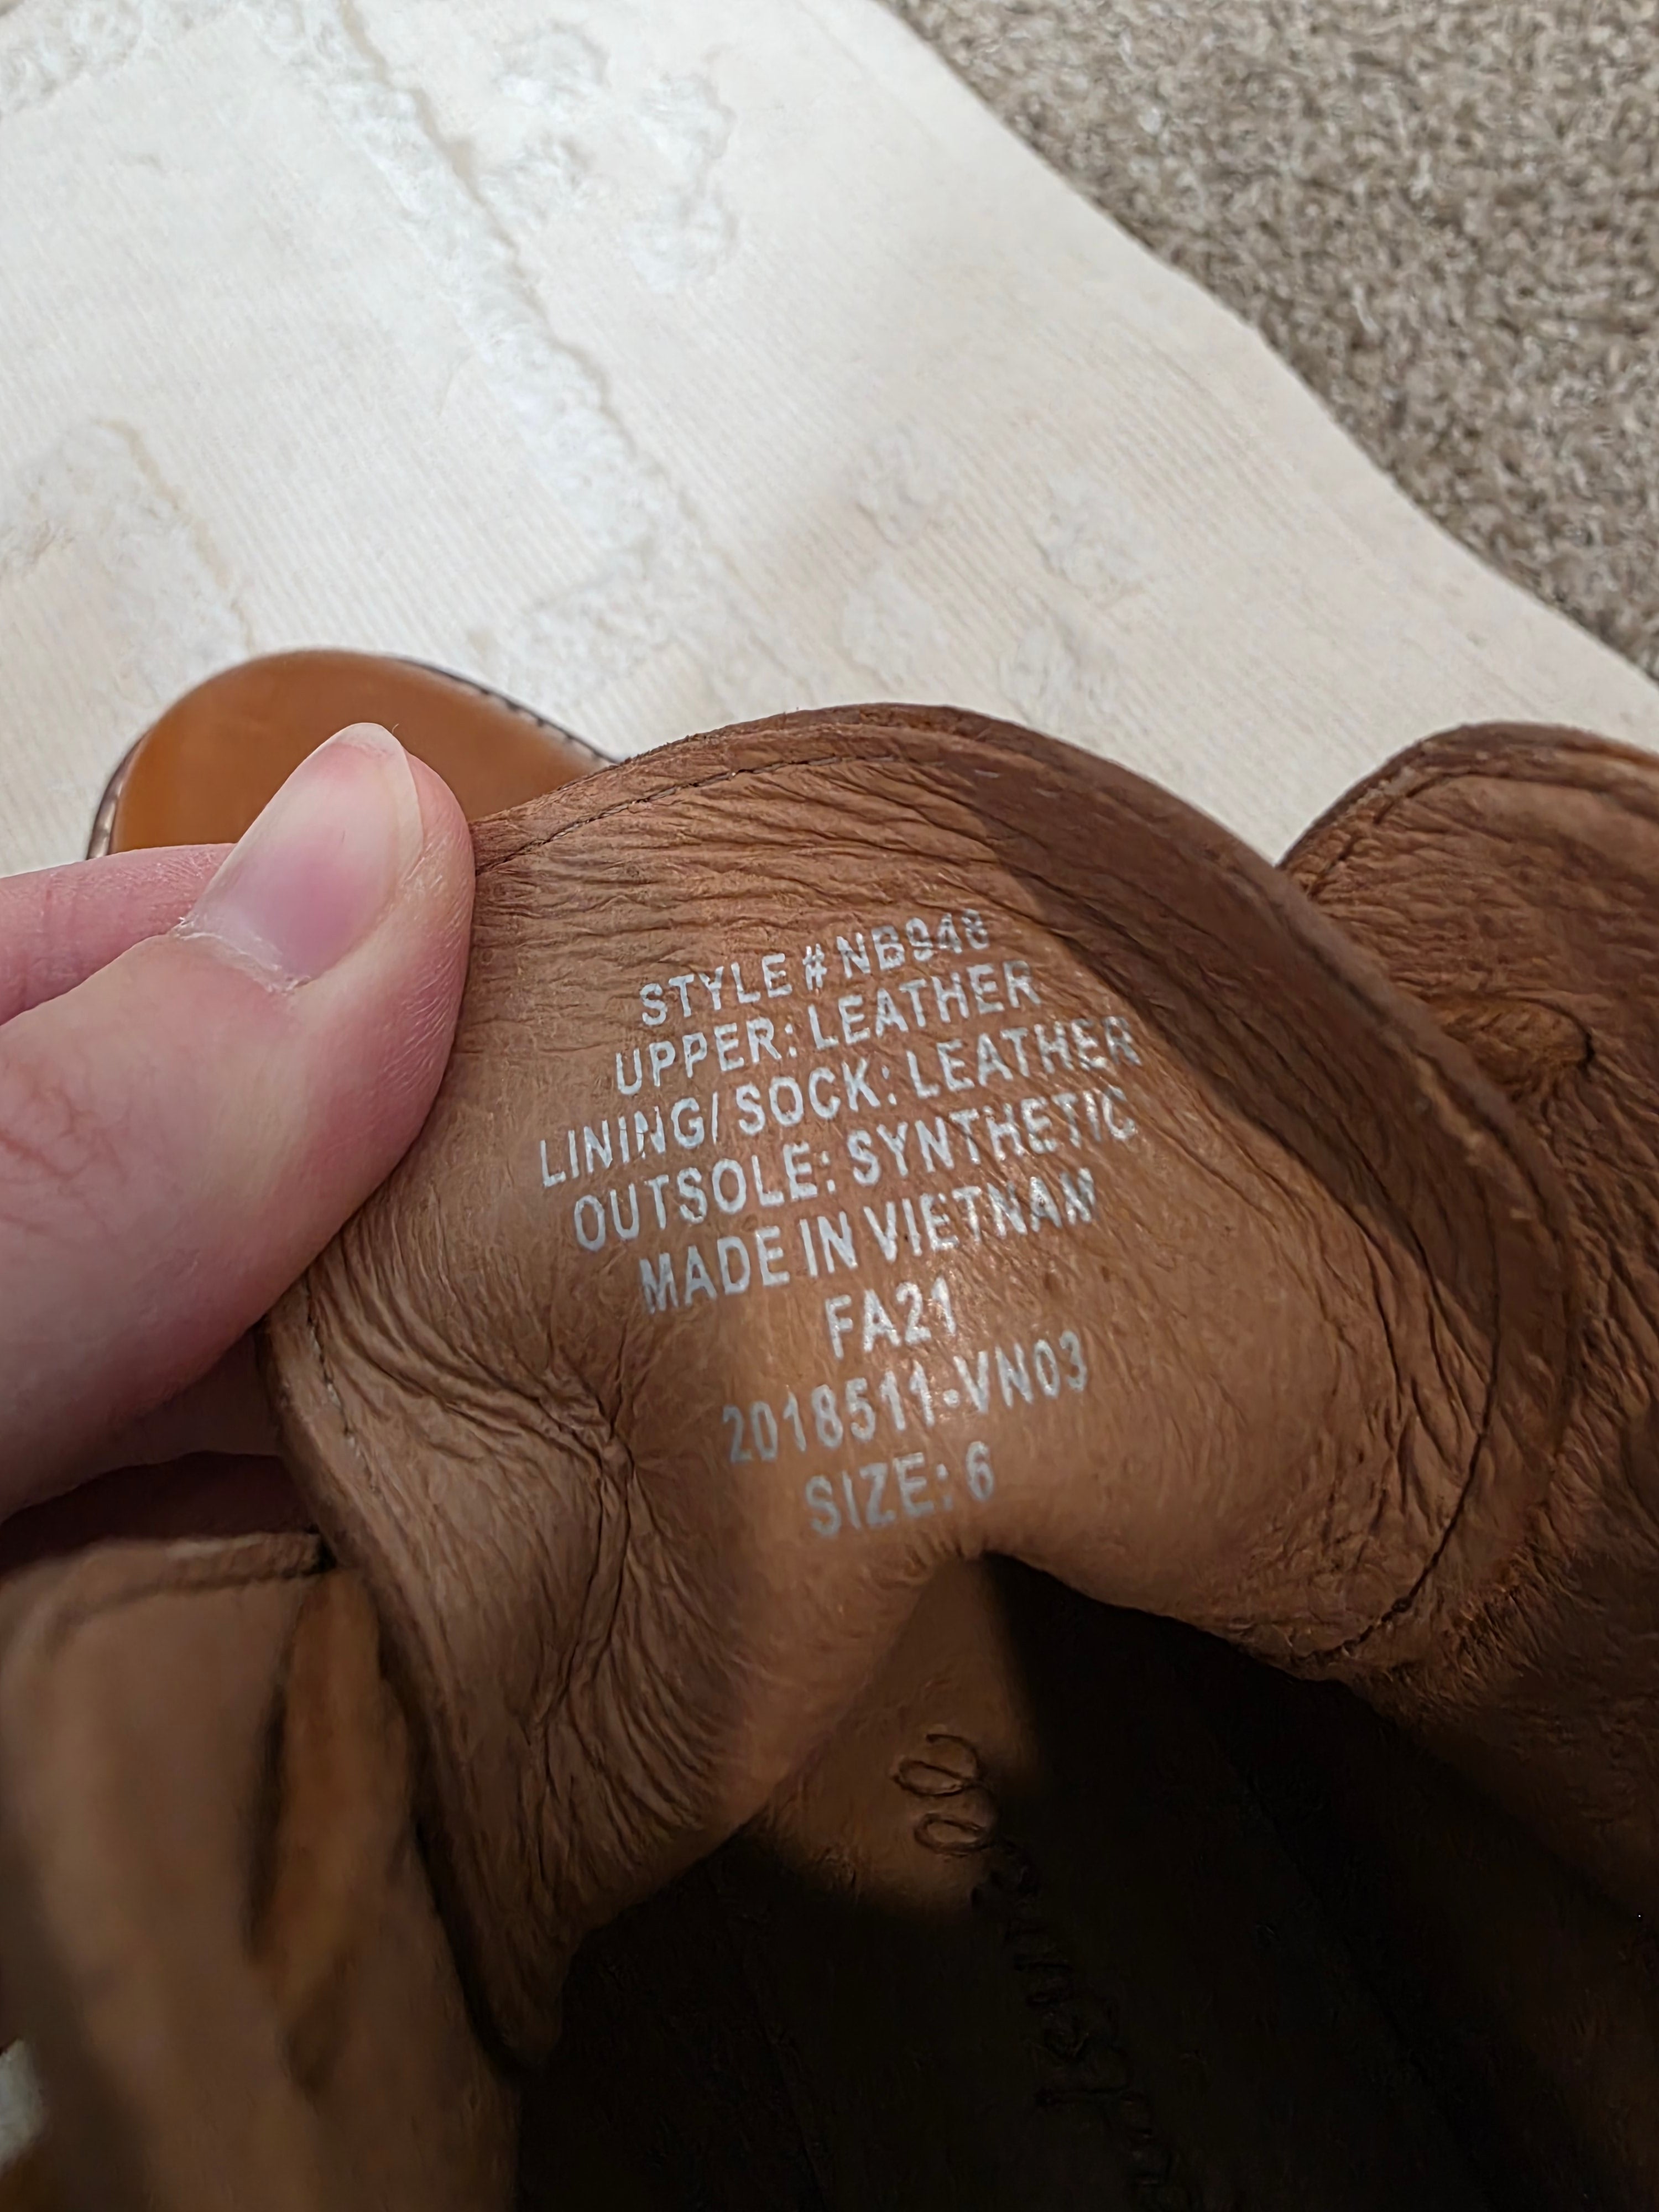 STYLE # NB948
UPPER: LEATHER
LINING/ SOCK: LEATHER
OUTSOLE: SYNTHETIC
MADE IN VIETNAM
FA21
2018511-VN03
SIZE: 6